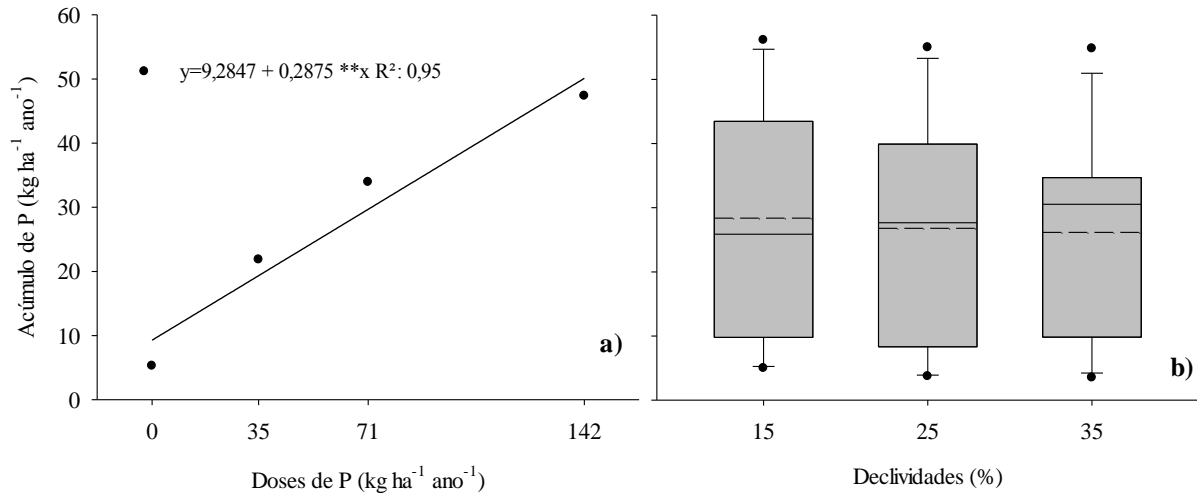 Acúmulo de P (kg ha⁻¹ ano⁻¹)
60
50
40
30
20
10
0
y=9,2847 + 0,2875 **x R²: 0,95
a)
0 35 71 142
Doses de P (kg ha⁻¹ ano⁻¹)
b)
15 25 35
Declividades (%)